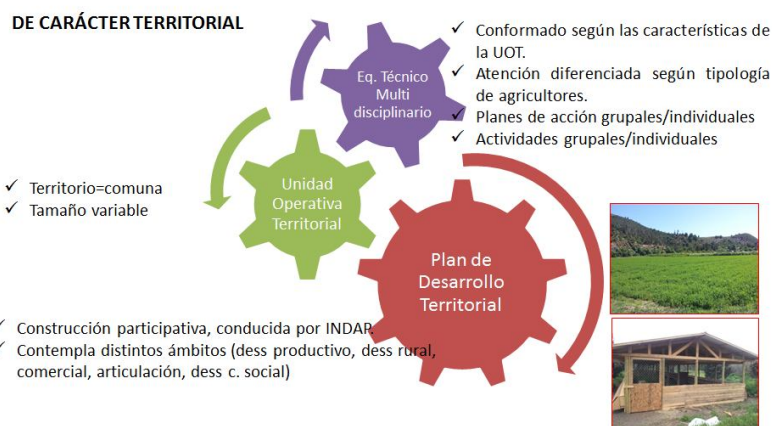 DE CARÁCTER TERRITORIAL
Eq. Técnico
Multi
disciplinario
✓ Conformado según las características de
la UOT.
✓ Atención diferenciada según tipología
de agricultores.
✓ Planes de acción grupales/individuales
✓ Actividades grupales/individuales
Unidad
Operativa
Territorial
✓ Territorio=comuna
✓ Tamaño variable
Plan de
Desarrollo
Territorial
✓ Construcción participativa, conducida por INDAP.
✓ Contempla distintos ámbitos (dess productivo, dess rural,
comercial, articulación, dess c. social)